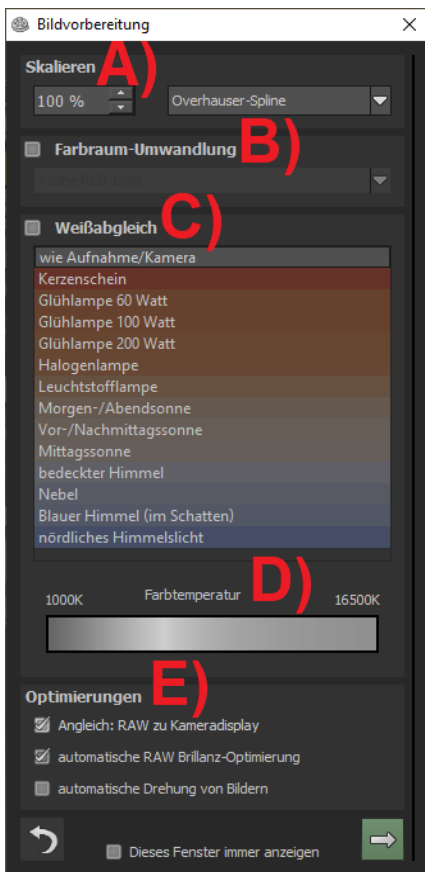 Bildvorbereitung
Skalieren A)
100 % Overhauser-Spline
Farbraum-Umwandlung B)
Adobe RGB 1998
Weißabgleich C)
wie Aufnahme/Kamera
Kerzenschein
Glühlampe 60 Watt
Glühlampe 100 Watt
Glühlampe 200 Watt
Halogenlampe
Leuchtstofflampe
Morgen-/Abendsonne
Vor-/Nachmittagssonne
Mittagssonne
bedeckter Himmel
Nebel
Blauer Himmel (im Schatten)
nördliches Himmelslicht
1000K Farbtemperatur D) 16500K
Optimierungen E)
Angleich: RAW zu Kameradisplay
automatische RAW Brillanz-Optimierung
automatische Drehung von Bildern
Dieses Fenster immer anzeigen